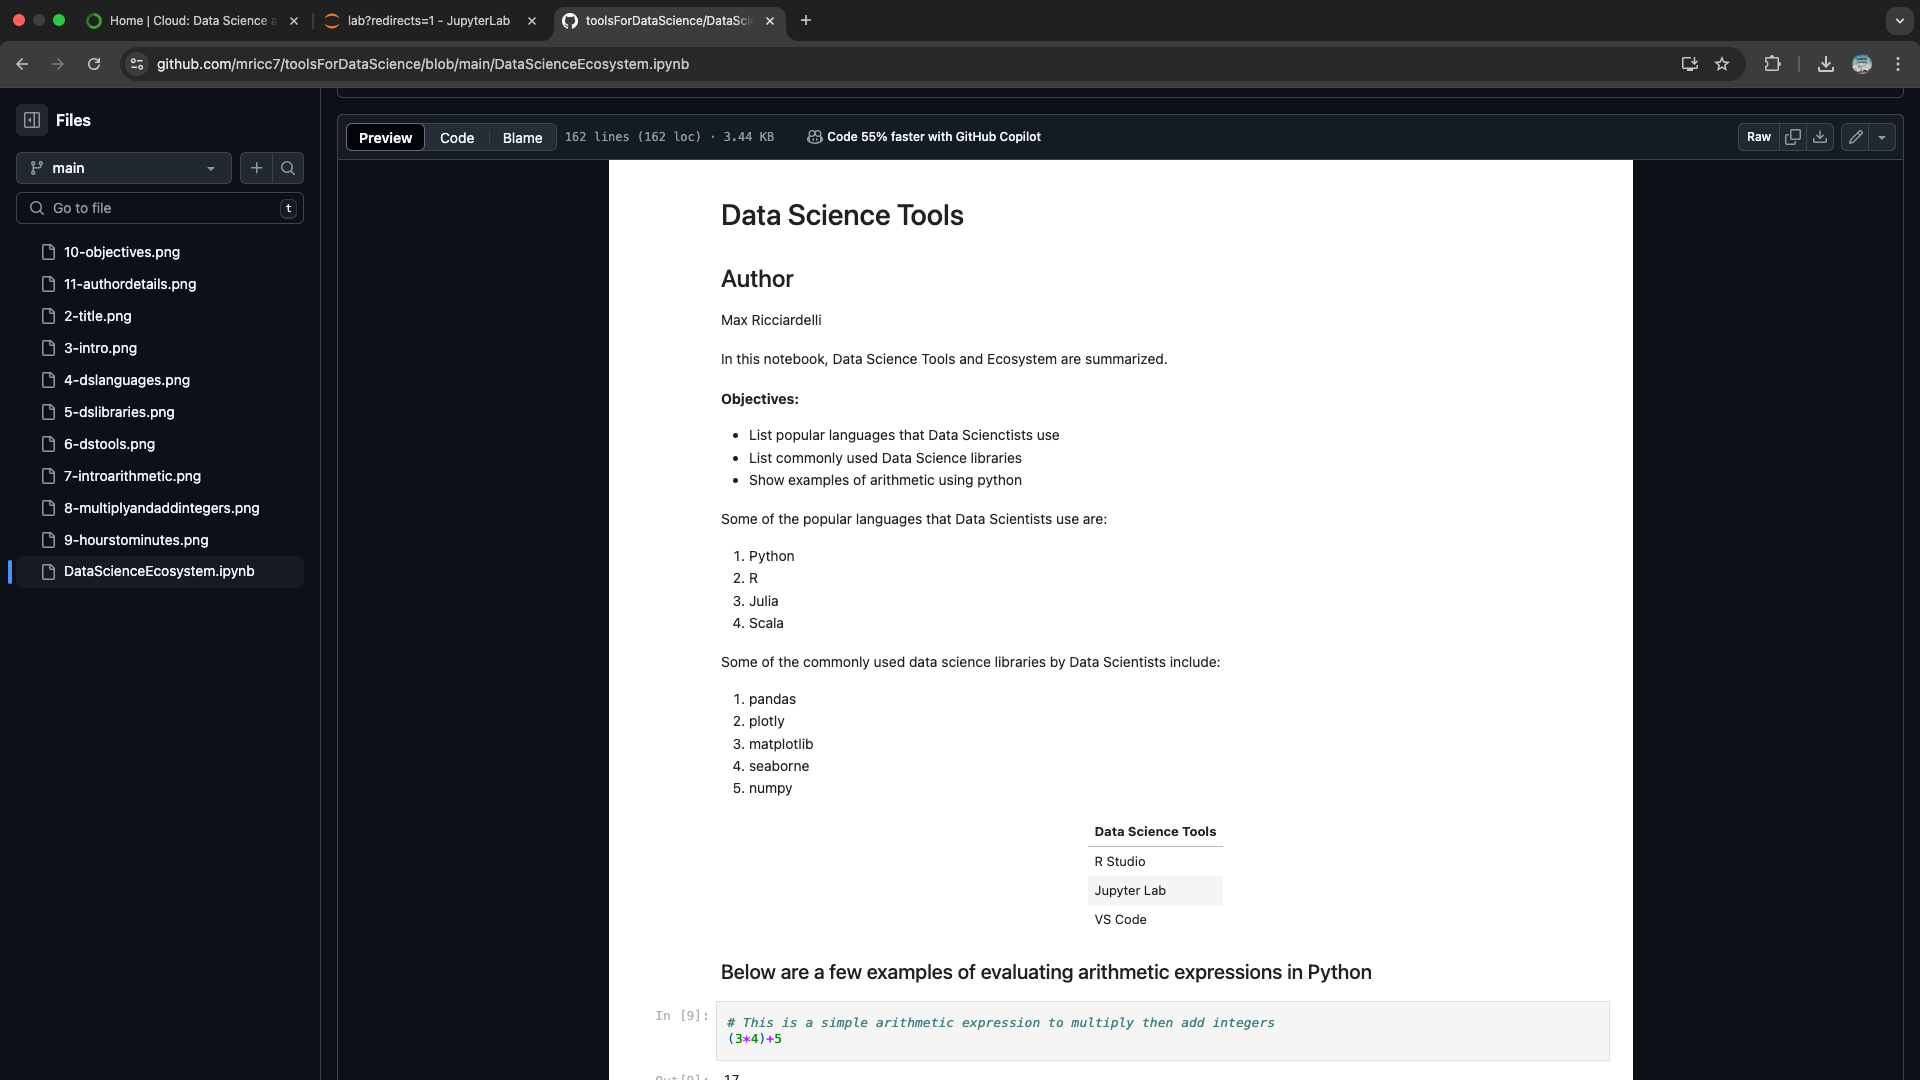 Home | Cloud: Data Science a
lab?redirects=1 - JupyterLab
toolsForDataScience/DataScie
github.com/mricc7/toolsForDataScience/blob/main/DataScienceEcosystem.ipynb
Files
main
Go to file
t
10-objectives.png
11-authordetails.png
2-title.png
3-intro.png
4-dslanguages.png
5-dslibraries.png
6-dstools.png
7-introarithmetic.png
8-multiplyandaddintegers.png
9-hourstominutes.png
DataScienceEcosystem.ipynb
Preview Code Blame 162 lines (162 loc) · 3.44 KB Code 55% faster with GitHub Copilot Raw
Data Science Tools
Author
Max Ricciardelli
In this notebook, Data Science Tools and Ecosystem are summarized.
Objectives:
• List popular languages that Data Scienctists use
• List commonly used Data Science libraries
• Show examples of arithmetic using python
Some of the popular languages that Data Scientists use are:
1. Python
2. R
3. Julia
4. Scala
Some of the commonly used data science libraries by Data Scientists include:
1. pandas
2. plotly
3. matplotlib
4. seaborne
5. numpy
Data Science Tools
R Studio
Jupyter Lab
VS Code
Below are a few examples of evaluating arithmetic expressions in Python
In [9]:
# This is a simple arithmetic expression to multiply then add integers
(3*4)+5
Out[9]: 17